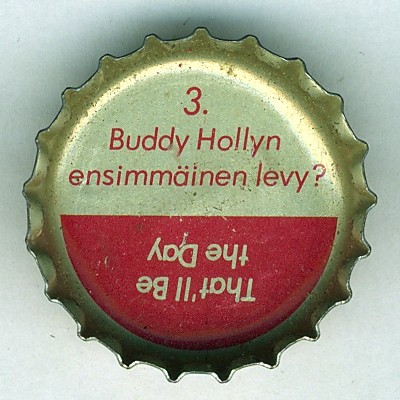 3.
Buddy Hollyn
ensimmäinen levy?
That'll Be
the Day